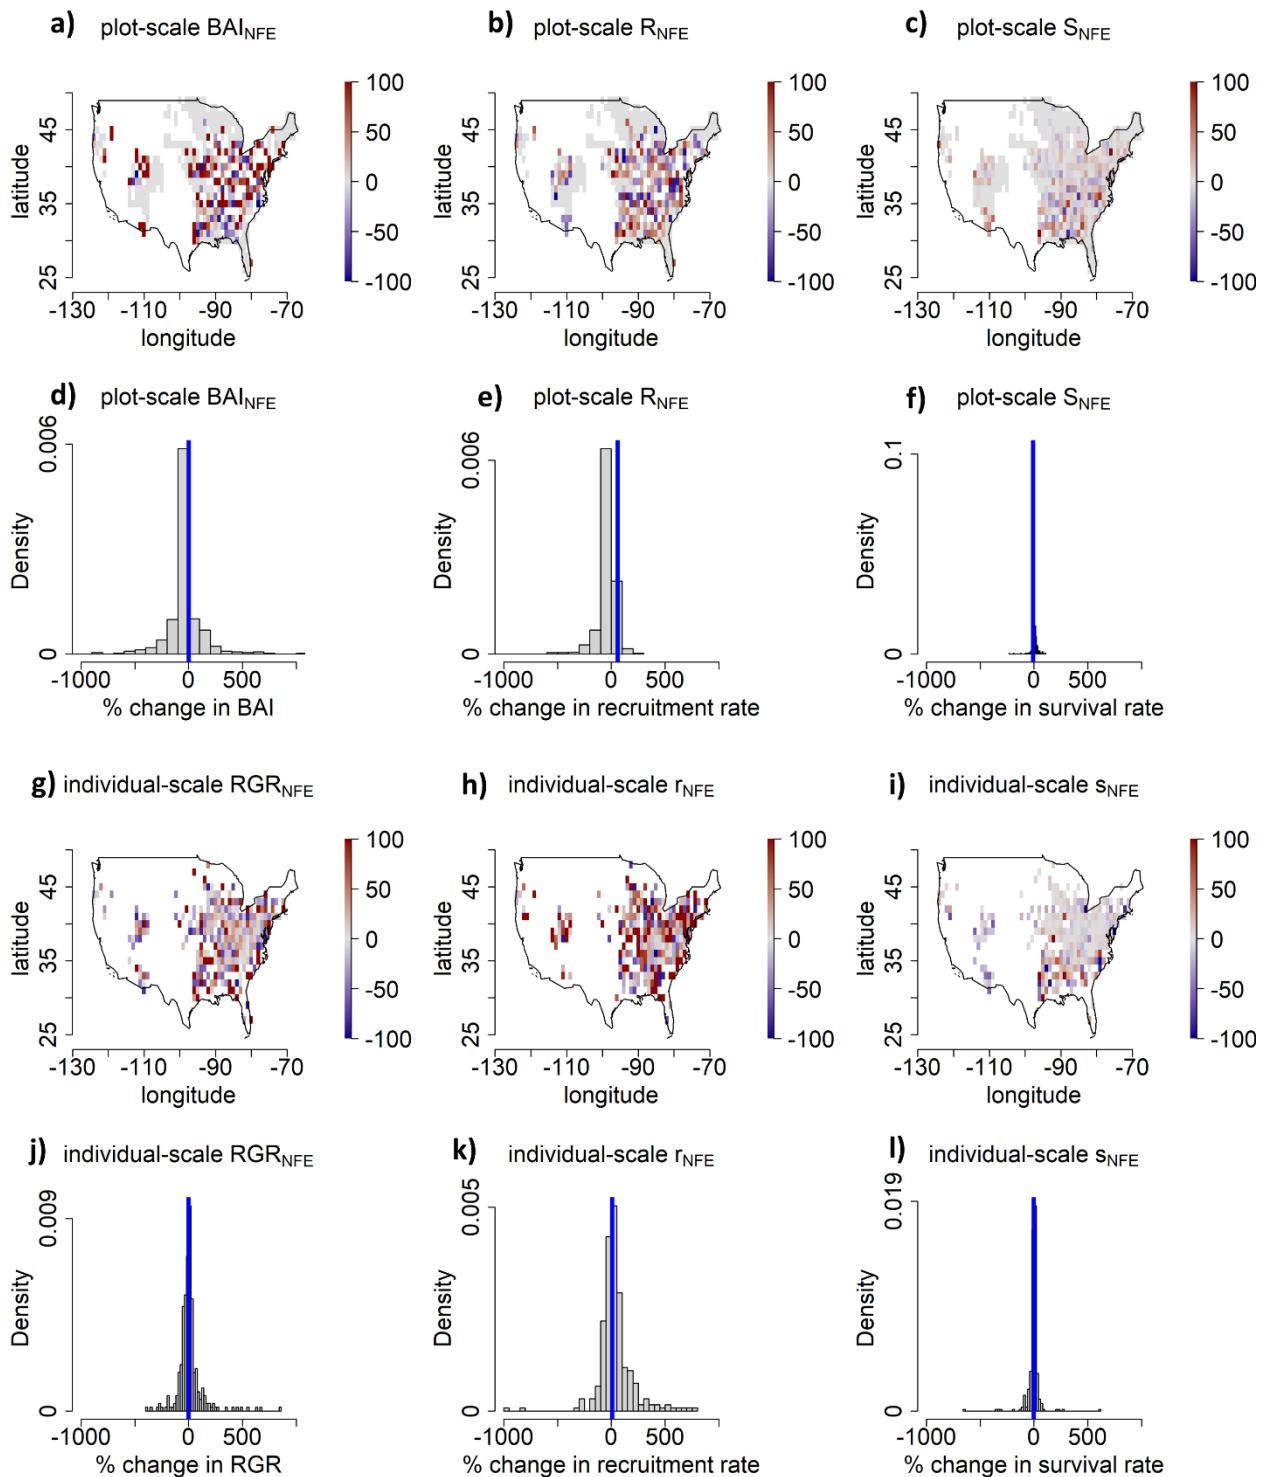 a) plot-scale BAINFE
b) plot-scale RNFE
c) plot-scale SNFE
latitude
45
35
25
-130 -110 -90 -70
longitude
100
50
0
-50
-100
latitude
45
35
25
-130 -110 -90 -70
longitude
100
50
0
-50
-100
latitude
45
35
25
-130 -110 -90 -70
longitude
100
50
0
-50
-100
d) plot-scale BAINFE
Density
0.006
0
-1000 0 500
% change in BAI
e) plot-scale RNFE
Density
0.006
0
-1000 0 500
% change in recruitment rate
f) plot-scale SNFE
Density
0.1
0
-1000 0 500
% change in survival rate
g) individual-scale RGRNFE
h) individual-scale rNFE
i) individual-scale sNFE
latitude
45
35
25
-130 -110 -90 -70
longitude
100
50
0
-50
-100
latitude
45
35
25
-130 -110 -90 -70
longitude
100
50
0
-50
-100
latitude
45
35
25
-130 -110 -90 -70
longitude
100
50
0
-50
-100
j) individual-scale RGRNFE
Density
0.009
0
-1000 0 500
% change in RGR
k) individual-scale rNFE
Density
0.005
0
-1000 0 500
% change in recruitment rate
l) individual-scale sNFE
Density
0.019
0
-1000 0 500
% change in survival rate